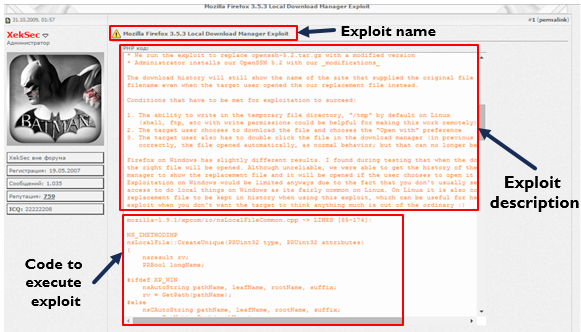 31.10.2009, 01:57
#1 (permalink)
XekSec
Администратор
Mozilla Firefox 3.5.3 Local Download Manager Exploit
Exploit name
PHP код:
* We run the exploit to replace openssh-5.2.tar.gz with a modified version
* Administrator installs our OpenSSH 5.2 with our _modifications_
The download history will still show the name of the site that supplied the original file
filename even when the target user opened the our replacement file instead.
Conditions that have to be met for exploitation to succeed:
1. The ability to write in the temporary file directory, "/tmp" by default on Linux
(shell, ftp, etc with write permissions could be helpful for making this work remotely)
2. The target user chooses to download the file and chooses the "Open with" preference
3. The target user also has to double click the file in the download manager (in previous
correctly, the file opened automatically, as normal behavior; but that can no longer be
Firefox on Windows has slightly different results. I found during testing that when the do
the right file will be opened. Although unreliable, we were able to get the history of the
manager to show the replacement file and it will be opened if the user chooses to open it
Exploitation on Windows would be limited anyways due to the fact that you don't usually se
access to do local things on Windows as its fairly common on Linux. On Linux it is also co
replacement file to be kept in history when using this exploit, which can be useful for he
exploit when you don't want the target to think anything much is out of the ordinary :)
Exploit description
BATMAN
XekSec вне форума
Регистрация: 19.05.2007
Сообщений: 1,035
Репутация: 759
ICQ: 22222208
Code to execute exploit
mozilla-1.9.1/xpcom/io/nsLocalFileCommon.cpp -> LINES [85-174]:
NS_IMETHODIMP
nsLocalFile::CreateUnique(PRUint32 type, PRUint32 attributes)
{
nsresult rv;
PRBool longName;
#ifdef XP_WIN
nsAutoString pathName, leafName, rootName, suffix;
rv = GetPath(pathName);
#else
nsCAutoString pathName, leafName, rootName, suffix;